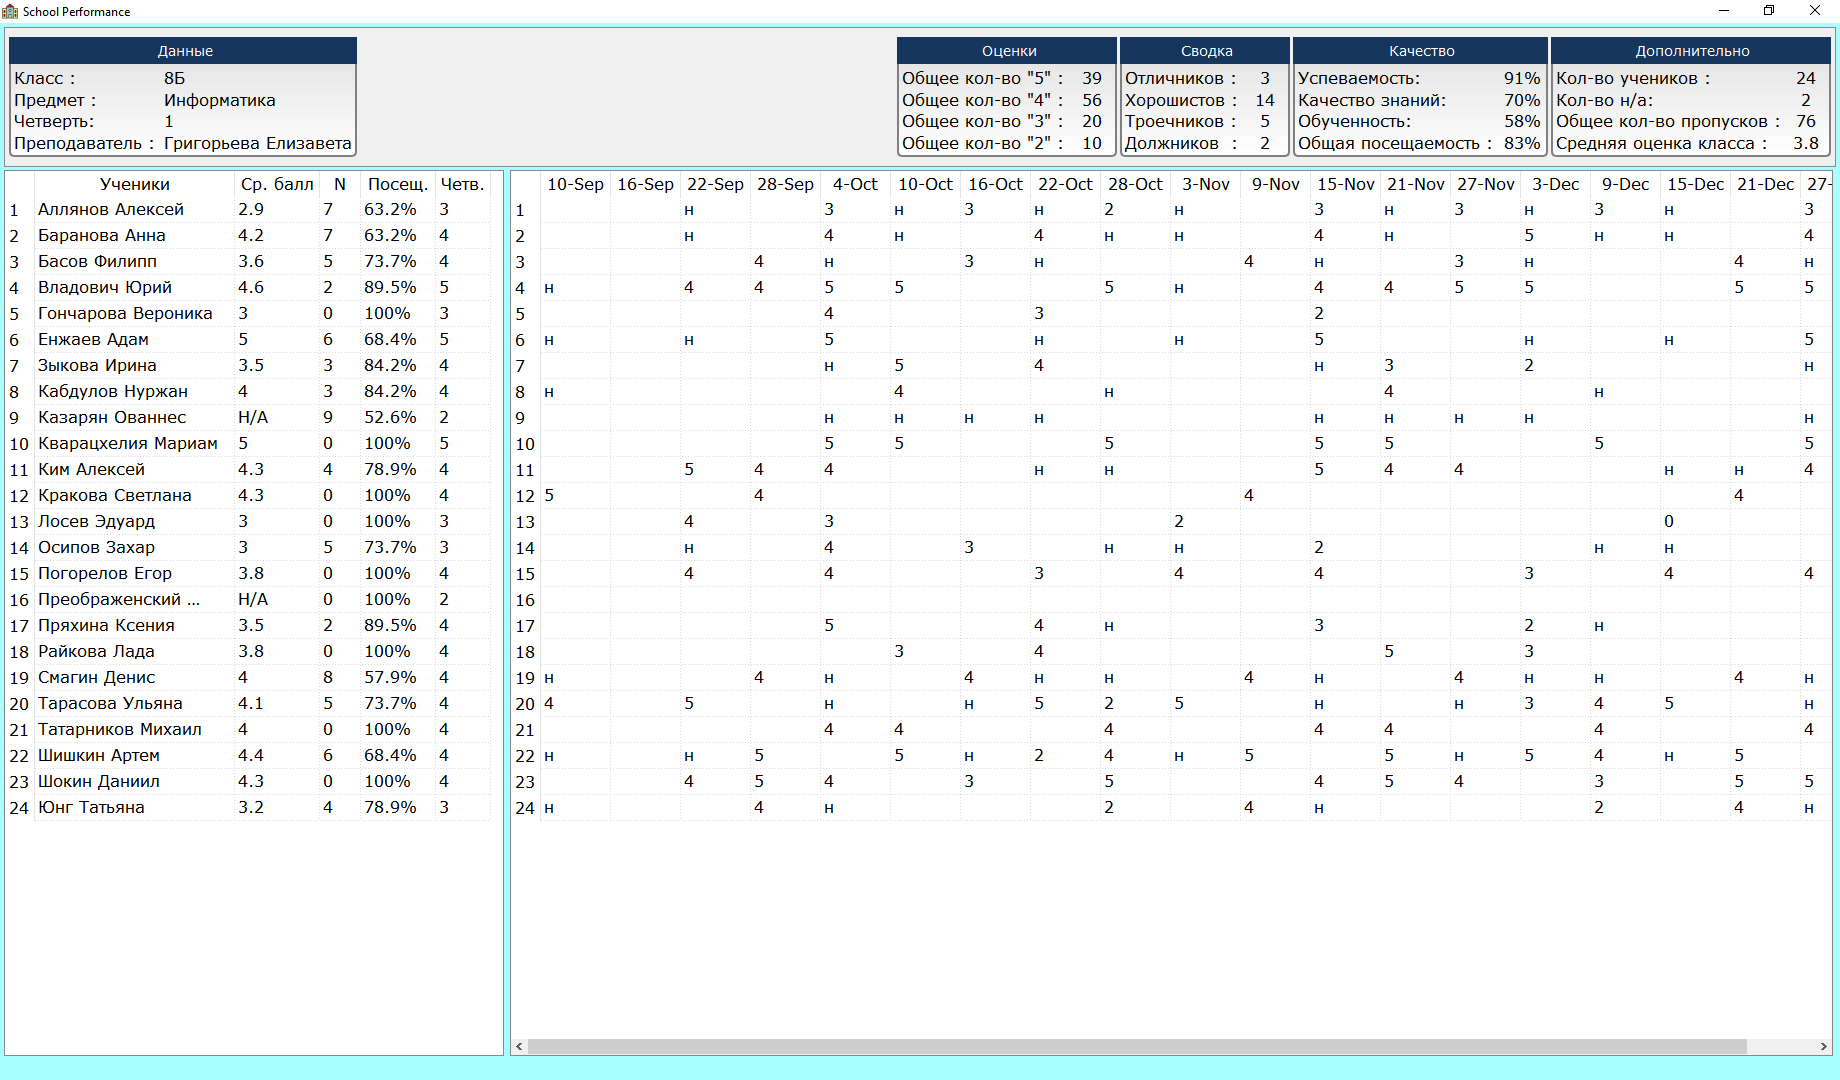 School Performance
Данные
Класс : 8Б
Предмет : Информатика
Четверть: 1
Преподаватель : Григорьева Елизавета
Оценки
Общее кол-во "5" : 39
Общее кол-во "4" : 56
Общее кол-во "3" : 20
Общее кол-во "2" : 10
Сводка
Отличников : 3
Хорошистов : 14
Троечников : 5
Должников : 2
Качество
Успеваемость: 91%
Качество знаний: 70%
Обученность: 58%
Общая посещаемость : 83%
Дополнительно
Кол-во учеников : 24
Кол-во н/а: 2
Общее кол-во пропусков : 76
Средняя оценка класса : 3.8
Ученики Ср. балл N Посещ. Четв.
1 Аллянов Алексей 2.9 7 63.2% 3
2 Баранова Анна 4.2 7 63.2% 4
3 Басов Филипп 3.6 5 73.7% 4
4 Владович Юрий 4.6 2 89.5% 5
5 Гончарова Вероника 3 0 100% 3
6 Енжаев Адам 5 6 68.4% 5
7 Зыкова Ирина 3.5 3 84.2% 4
8 Кабдулов Нуржан 4 3 84.2% 4
9 Казарян Ованнес Н/А 9 52.6% 2
10 Кварацхелия Мариам 5 0 100% 5
11 Ким Алексей 4.3 4 78.9% 4
12 Кракова Светлана 4.3 0 100% 4
13 Лосев Эдуард 3 0 100% 3
14 Осипов Захар 3 5 73.7% 3
15 Погорелов Егор 3.8 0 100% 4
16 Преображенский ... Н/А 0 100% 2
17 Пряхина Ксения 3.5 2 89.5% 4
18 Райкова Лада 3.8 0 100% 4
19 Смагин Денис 4 8 57.9% 4
20 Тарасова Ульяна 4.1 5 73.7% 4
21 Татарников Михаил 4 0 100% 4
22 Шишкин Артем 4.4 6 68.4% 4
23 Шокин Даниил 4.3 0 100% 4
24 Юнг Татьяна 3.2 4 78.9% 3
10-Sep 16-Sep 22-Sep 28-Sep 4-Oct 10-Oct 16-Oct 22-Oct 28-Oct 3-Nov 9-Nov 15-Nov 21-Nov 27-Nov 3-Dec 9-Dec 15-Dec 21-Dec 27-
1 н 3 н 3 н 2 н 3 н 3 н 3 н 3
2 н 4 н 4 н н 4 н 5 н н 4
3 4 н 3 н 4 н 3 н 4 н
4 н 4 4 5 5 5 н 4 4 5 5 5 5
5 4 3 2
6 н н 5 н н 5 н н 5
7 н 5 4 н 3 2 н
8 н 4 н 4 н
9 н н н н н н н н н
10 5 5 5 5 5 5 5
11 5 4 4 н н 5 4 4 н н 4
12 5 4 4 4
13 4 3 2 0
14 н 4 3 н н 2 н н
15 4 4 3 4 4 3 4 4
16
17 5 4 н 3 2 н
18 3 4 5 3
19 н 4 н 4 н н 4 н 4 н н 4 н
20 4 5 н н 5 2 5 н н 3 4 5 н
21 4 4 4 4 4 4 4
22 н н 5 5 н 2 4 н 5 5 н 5 4 н 5
23 4 5 4 3 5 4 5 4 3 5 5
24 н 4 н 2 4 н 2 4 н